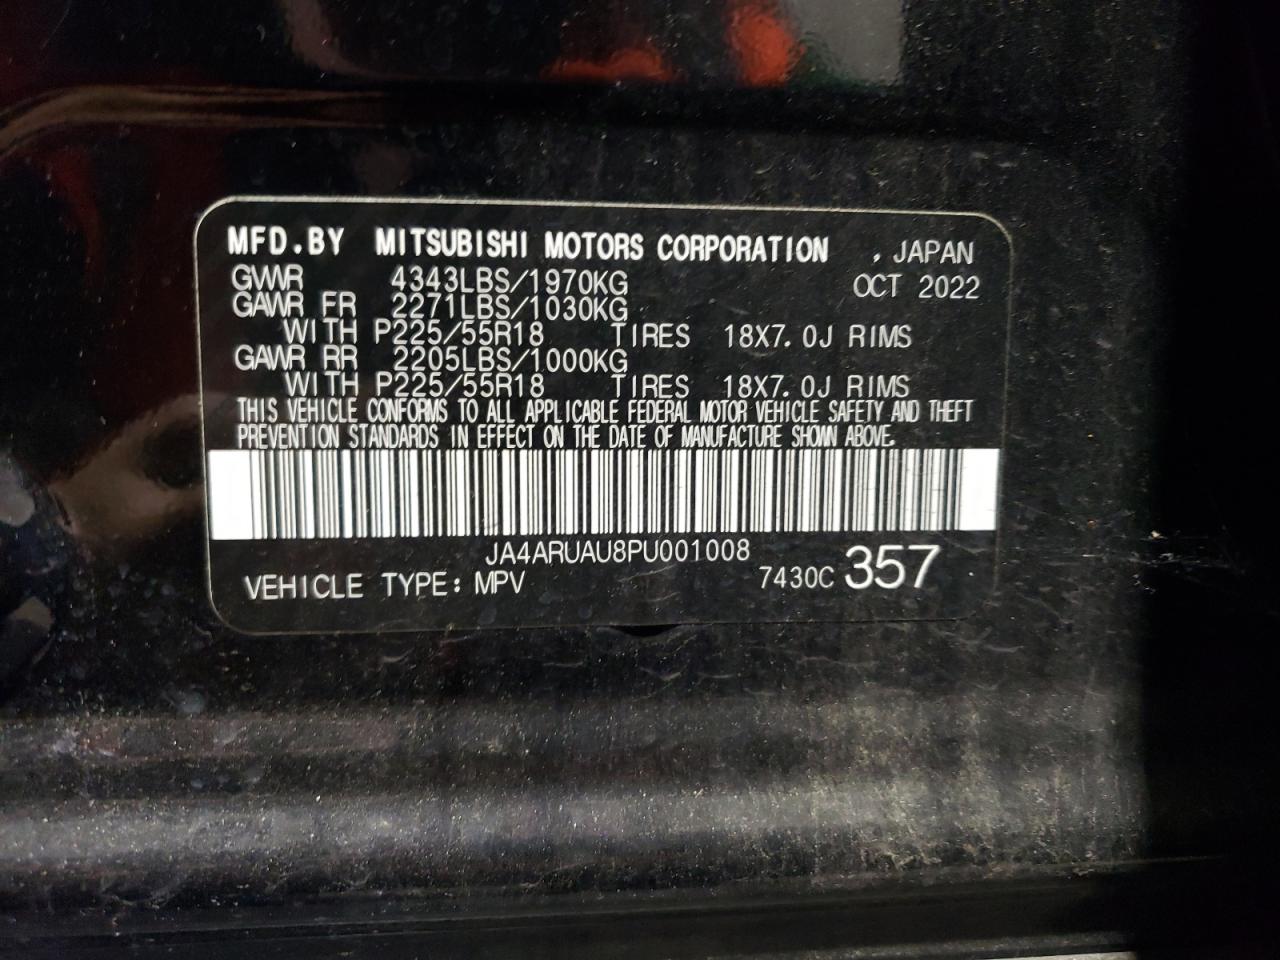 MFD.BY MITSUBISHI MOTORS CORPORATION , JAPAN
GVWR 4343LBS/1970KG OCT 2022
GAWR FR 2271LBS/1030KG
WITH P225/55R18 TIRES 18X7.0J RIMS
GAWR RR 2205LBS/1000KG
WITH P225/55R18 TIRES 18X7.0J RIMS
THIS VEHICLE CONFORMS TO ALL APPLICABLE FEDERAL MOTOR VEHICLE SAFETY AND THEFT
PREVENTION STANDARDS IN EFFECT ON THE DATE OF MANUFACTURE SHOWN ABOVE.
JA4ARUAU8PU001008
VEHICLE TYPE: MPV 7430C 357